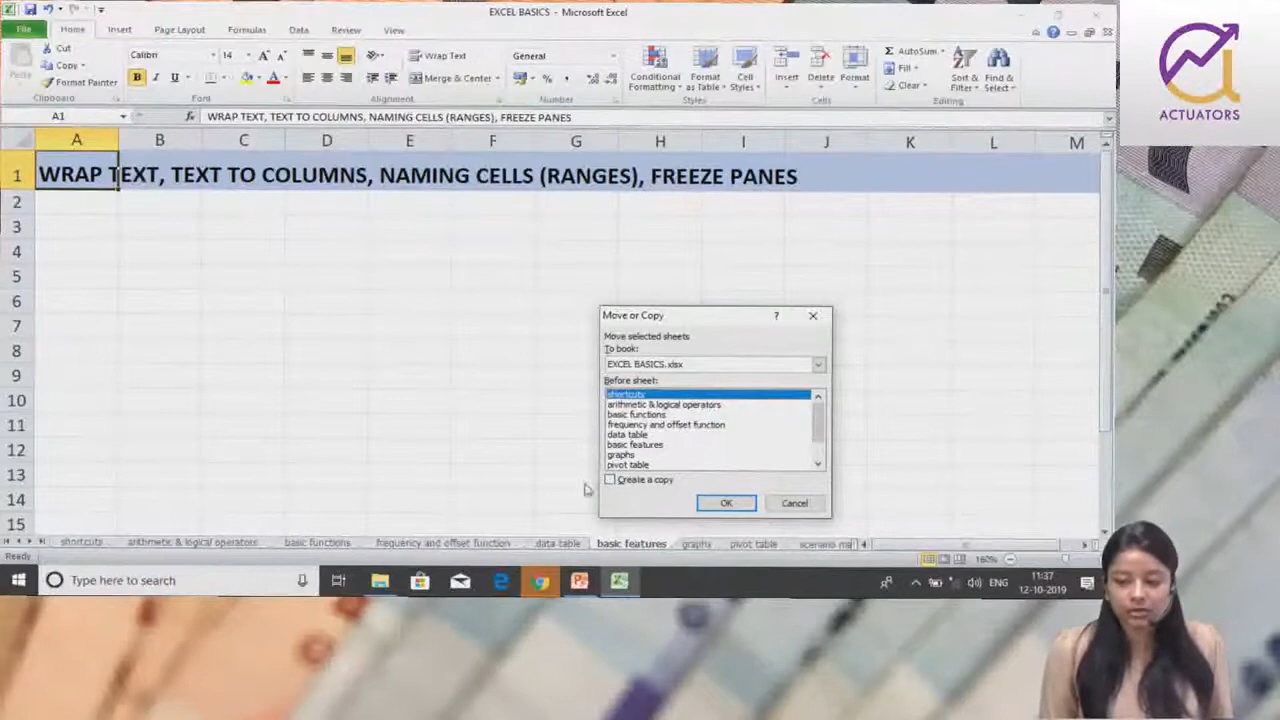 EXCEL BASICS - Microsoft Excel
File Home Insert Page Layout Formulas Data Review View
Cut
Copy
Format Painter
Paste
Clipboard
Calibri 14
B I U
Font
Wrap Text
Merge & Center
Alignment
General
%
Number
Conditional Formatting
Format as Table
Cell Styles
Styles
Insert Delete Format
Cells
Σ AutoSum
Fill
Clear
Sort & Filter
Find & Select
Editing
ACTUATORS
A1 fx WRAP TEXT, TEXT TO COLUMNS, NAMING CELLS (RANGES), FREEZE PANES
A B C D E F G H I J K L M
1 WRAP TEXT, TEXT TO COLUMNS, NAMING CELLS (RANGES), FREEZE PANES
2
3
4
5
6
7
8
9
10
11
12
13
14
15
Move or Copy ?
Move selected sheets
To book:
EXCEL BASICS.xlsx
Before sheet:
shortcuts
arithmetic & logical operators
basic functions
frequency and offset function
data table
basic features
graphs
pivot table
Create a copy
OK Cancel
shortcuts arithmetic & logical operators basic functions frequency and offset function data table basic features graphs pivot table scenario ma
Ready 160%
Type here to search
ENG
11:37
12-10-2019